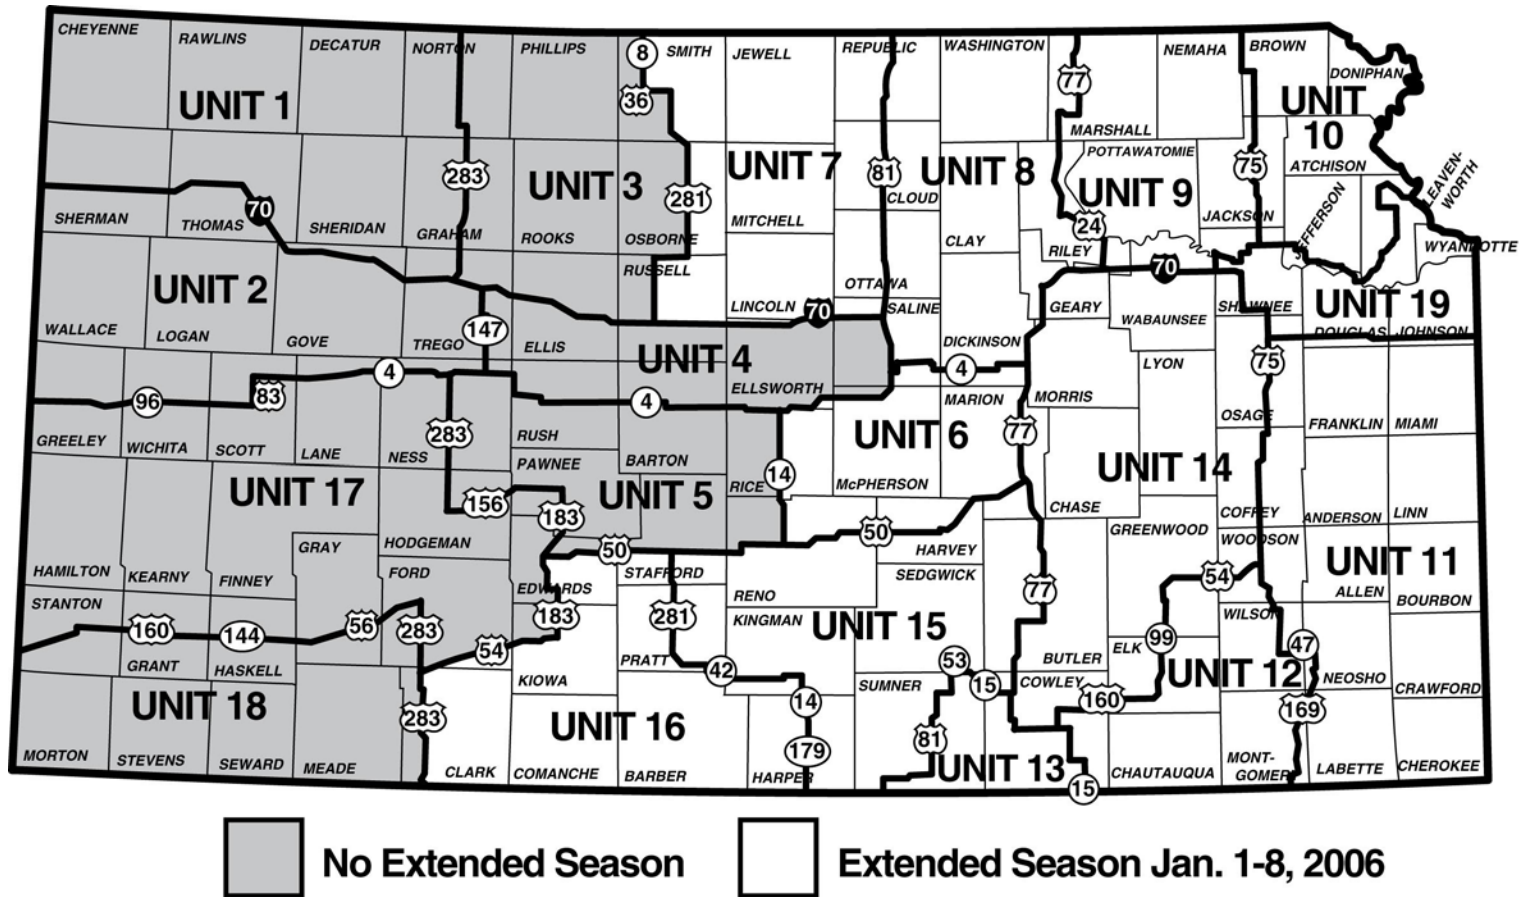 CHEYENNE
RAWLINS
DECATUR
NORTON
PHILLIPS
8
SMITH
JEWELL
REPUBLIC
WASHINGTON
77
NEMAHA
BROWN
DONIPHAN
UNIT 1
36
MARSHALL
UNIT
10
283
UNIT 3
281
UNIT 7
81
UNIT 8
POTTAWATOMIE
UNIT 9
75
ATCHISON
LEAVEN-
WORTH
SHERMAN
THOMAS
70
SHERIDAN
GRAHAM
ROOKS
OSBORNE
MITCHELL
CLOUD
CLAY
24
RILEY
JACKSON
JEFFERSON
WYANDOTTE
UNIT 2
RUSSELL
LINCOLN
70
OTTAWA
SALINE
70
GEARY
WABAUNSEE
SHAWNEE
UNIT 19
DOUGLAS
JOHNSON
WALLACE
LOGAN
GOVE
TREGO
147
ELLIS
UNIT 4
ELLSWORTH
DICKINSON
4
LYON
75
96
83
4
4
MARION
MORRIS
OSAGE
FRANKLIN
MIAMI
GREELEY
WICHITA
SCOTT
LANE
NESS
283
RUSH
PAWNEE
BARTON
RICE
14
UNIT 6
McPHERSON
77
UNIT 14
UNIT 17
156
183
UNIT 5
50
CHASE
GREENWOOD
COFFEY
WOODSON
ANDERSON
LINN
HAMILTON
KEARNY
FINNEY
GRAY
HODGEMAN
FORD
EDWARDS
50
STAFFORD
RENO
HARVEY
SEDGWICK
77
54
UNIT 11
ALLEN
BOURBON
STANTON
160
144
56
283
54
183
281
KINGMAN
UNIT 15
WILSON
GRANT
HASKELL
KIOWA
PRATT
42
53
15
SUMNER
COWLEY
BUTLER
ELK
99
47
UNIT 12
NEOSHO
CRAWFORD
UNIT 18
283
UNIT 16
14
179
81
160
169
MORTON
STEVENS
SEWARD
MEADE
CLARK
COMANCHE
BARBER
HARPER
UNIT 13
15
CHAUTAUQUA
MONT-
GOMERY
LABETTE
CHEROKEE
No Extended Season
Extended Season Jan. 1-8, 2006